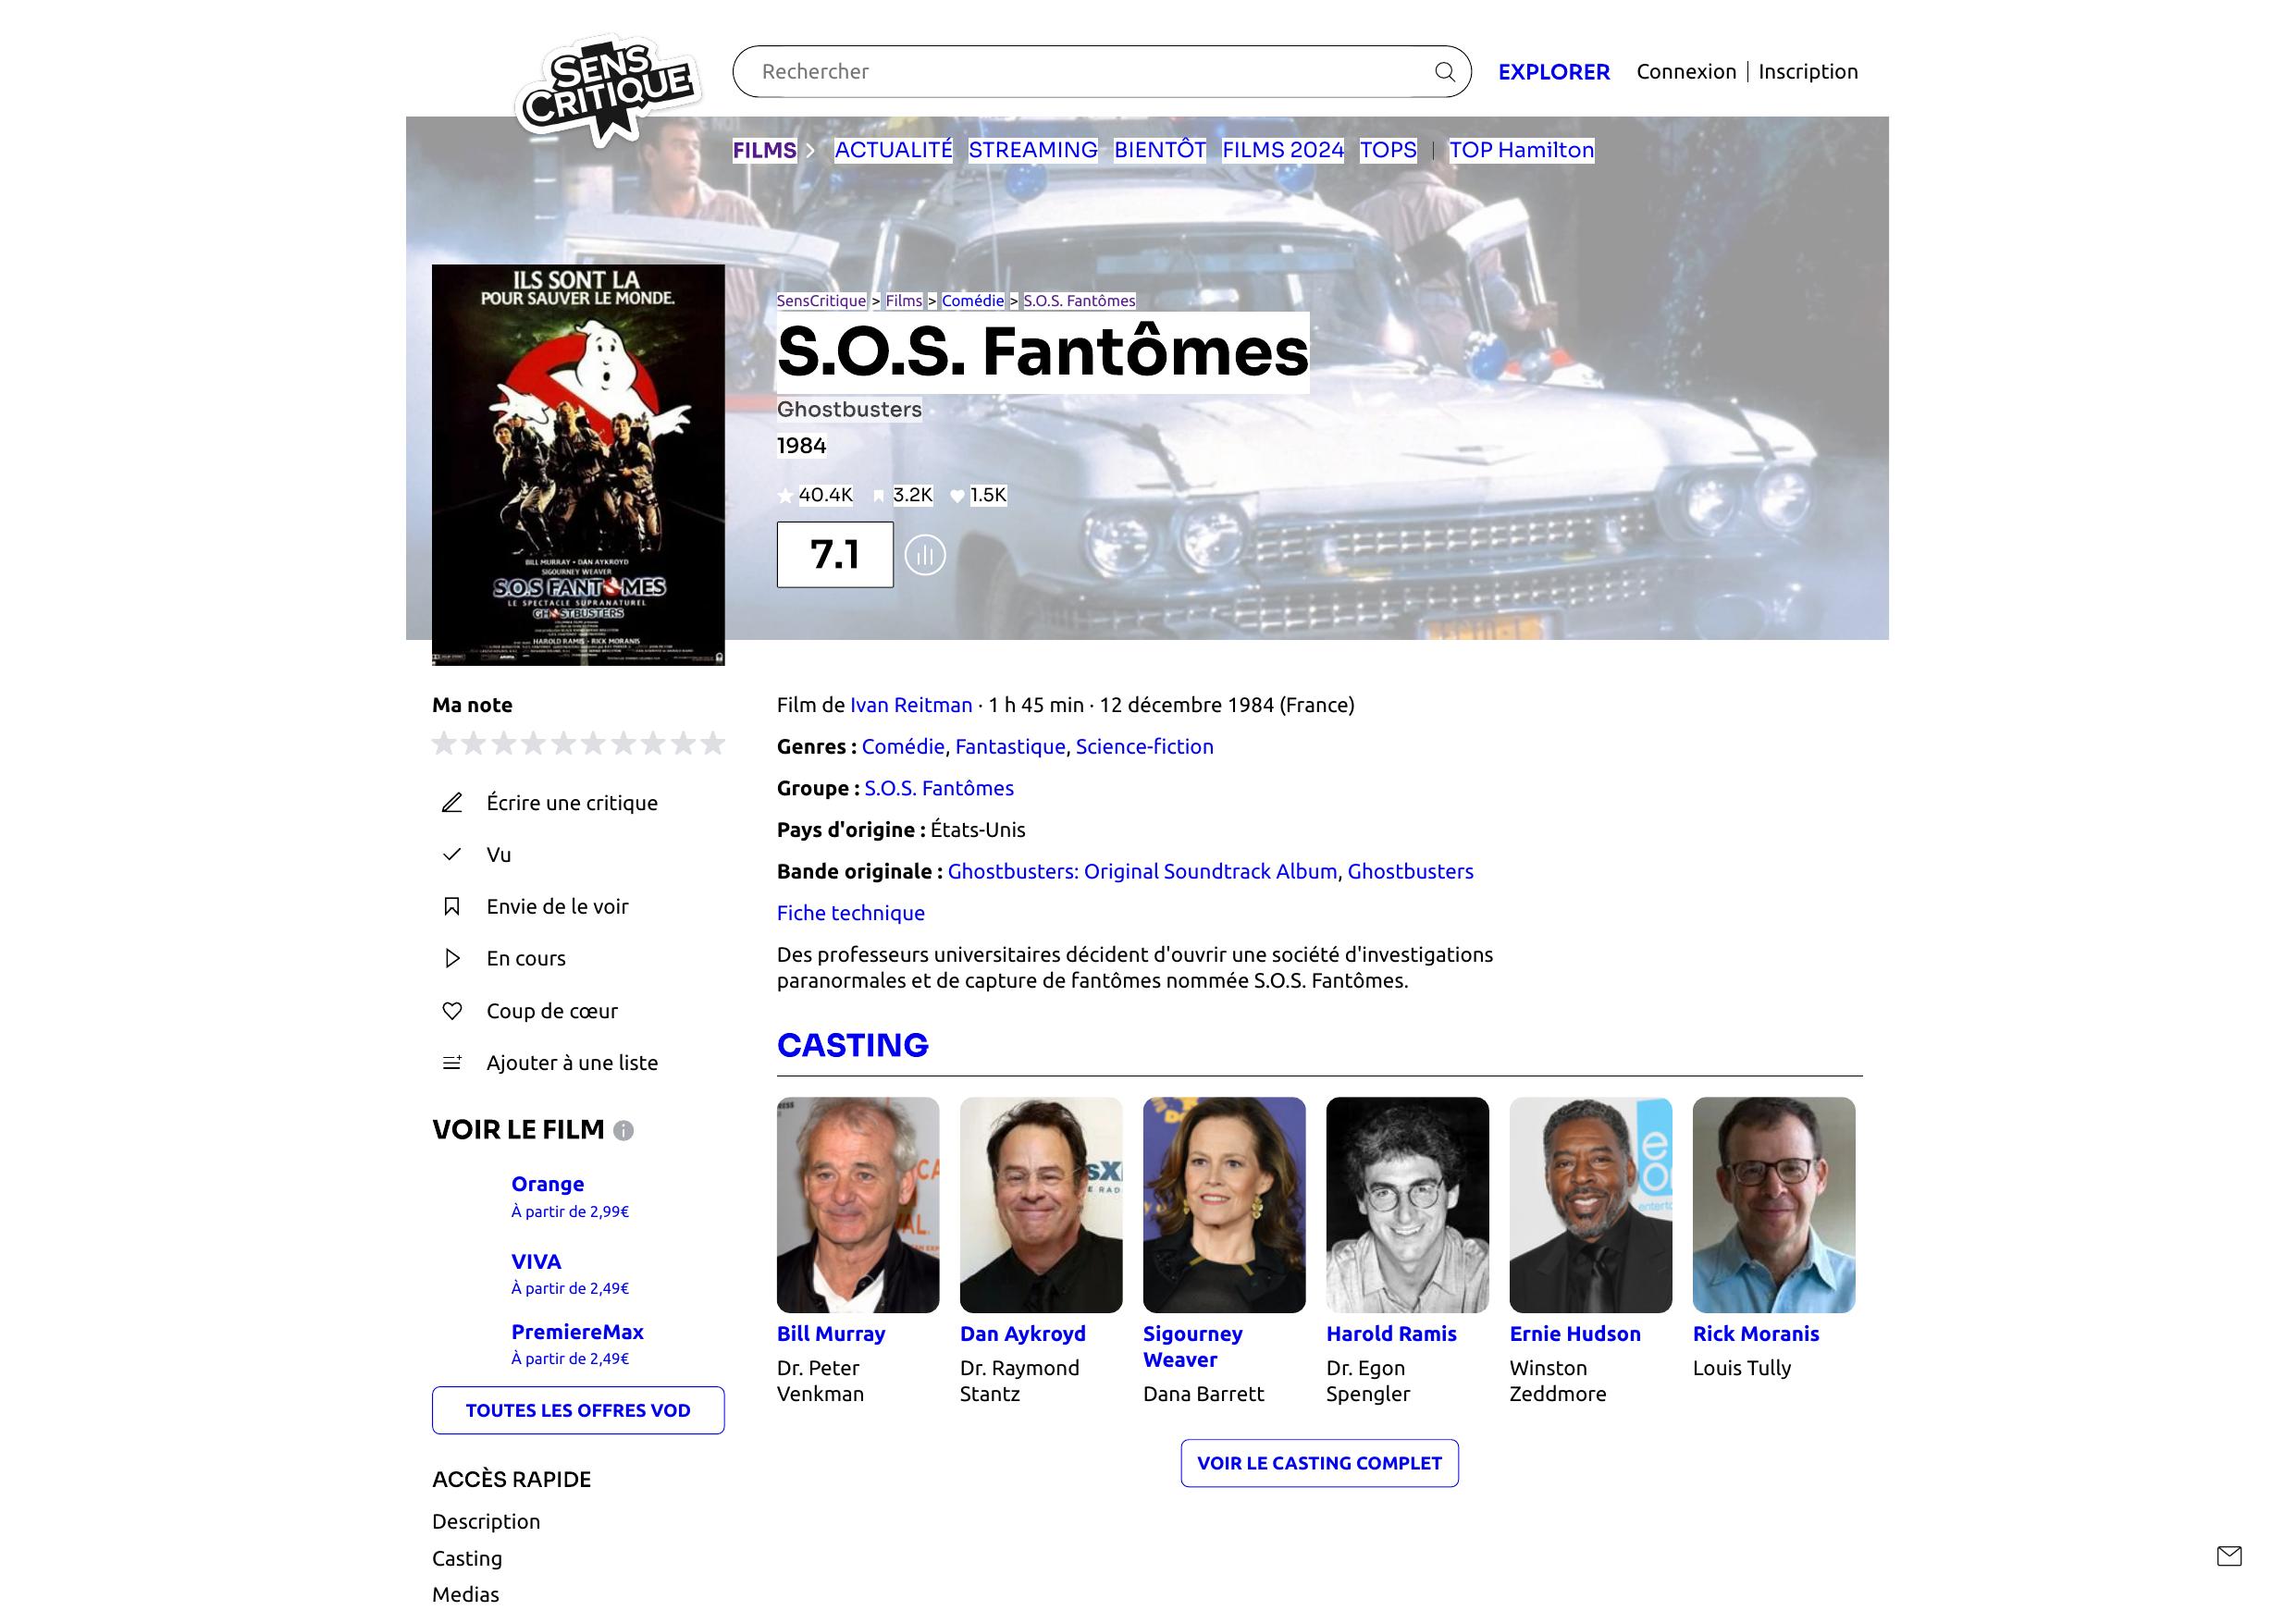 SENS
CRITIQUE
Rechercher
EXPLORER
Connexion | Inscription
FILMS
ACTUALITÉ STREAMING BIENTÔT FILMS 2024 TOPS | TOP Hamilton
ILS SONT LA
POUR SAUVER LE MONDE.
BILL MURRAY • DAN AYKROYD
SIGOURNEY WEAVER
S.O.S FANTOMES
LE SPECTACLE SUPRANATUREL
GHOSTBUSTERS
HAROLD RAMIS • RICK MORANIS
SensCritique > Films > Comédie > S.O.S. Fantômes
S.O.S. Fantômes
Ghostbusters
1984
40.4K 3.2K 1.5K
7.1
Ma note
Écrire une critique
Vu
Envie de le voir
En cours
Coup de cœur
Ajouter à une liste
VOIR LE FILM
Orange
À partir de 2,99€
VIVA
À partir de 2,49€
PremiereMax
À partir de 2,49€
TOUTES LES OFFRES VOD
ACCÈS RAPIDE
Description
Casting
Medias
Film de Ivan Reitman · 1 h 45 min · 12 décembre 1984 (France)
Genres : Comédie, Fantastique, Science-fiction
Groupe : S.O.S. Fantômes
Pays d'origine : États-Unis
Bande originale : Ghostbusters: Original Soundtrack Album, Ghostbusters
Fiche technique
Des professeurs universitaires décident d'ouvrir une société d'investigations
paranormales et de capture de fantômes nommée S.O.S. Fantômes.
CASTING
Bill Murray
Dr. Peter
Venkman
Dan Aykroyd
Dr. Raymond
Stantz
Sigourney
Weaver
Dana Barrett
Harold Ramis
Dr. Egon
Spengler
Ernie Hudson
Winston
Zeddmore
Rick Moranis
Louis Tully
VOIR LE CASTING COMPLET